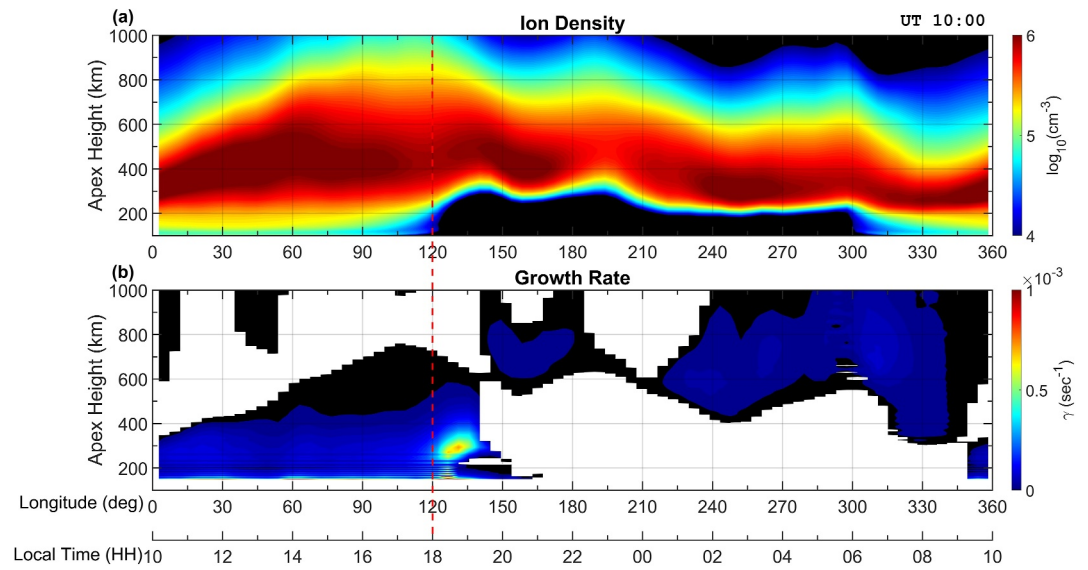 (a) Ion Density UT 10:00
1000
800
600
400
200
Apex Height (km)
0 30 60 90 120 150 180 210 240 270 300 330 360
6
5
4
log10(cm-3)
(b) Growth Rate
1000
800
600
400
200
Apex Height (km)
×10-3
1
0.5
0
γ (sec-1)
Longitude (deg) 0 30 60 90 120 150 180 210 240 270 300 330 360
Local Time (HH) 10 12 14 16 18 20 22 00 02 04 06 08 10